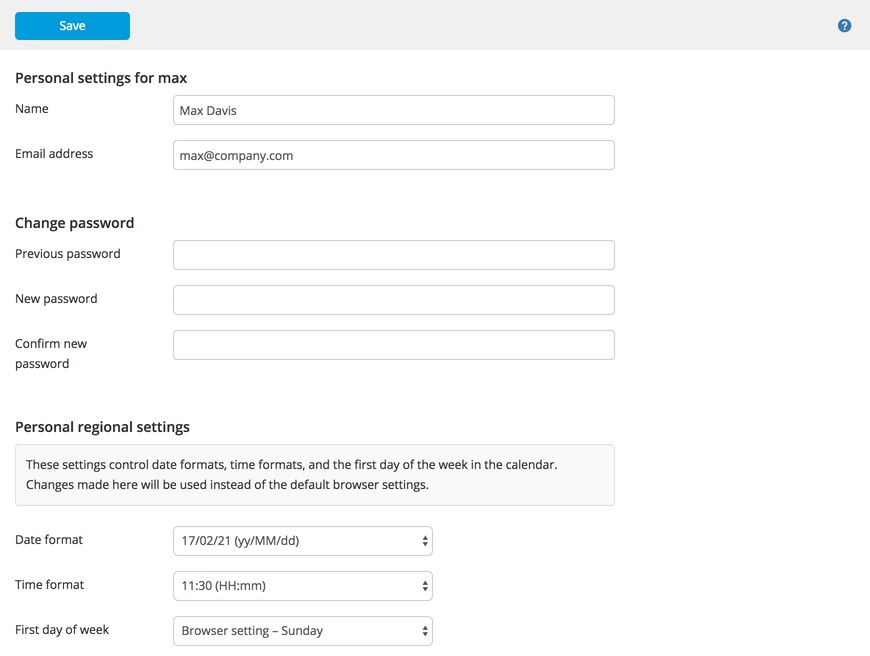 Save
?
Personal settings for max
Name
Max Davis
Email address
max@company.com
Change password
Previous password
New password
Confirm new
password
Personal regional settings
These settings control date formats, time formats, and the first day of the week in the calendar.
Changes made here will be used instead of the default browser settings.
Date format
17/02/21 (yy/MM/dd)
Time format
11:30 (HH:mm)
First day of week
Browser setting – Sunday